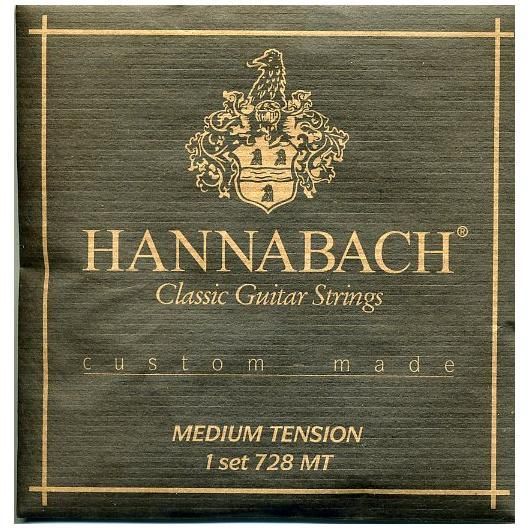 HANNABACH®
Classic Guitar Strings
custom-made
MEDIUM TENSION
1 set 728 MT